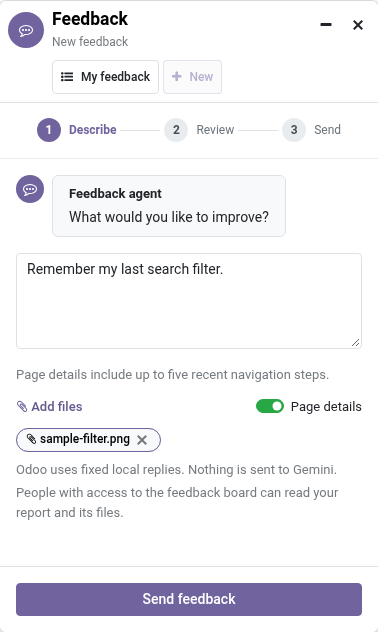 Feedback
New feedback
My feedback
+ New
1 Describe
2 Review
3 Send
Feedback agent
What would you like to improve?
Remember my last search filter.
Page details include up to five recent navigation steps.
Add files
Page details
sample-filter.png
Odoo uses fixed local replies. Nothing is sent to Gemini.
People with access to the feedback board can read your
report and its files.
Send feedback